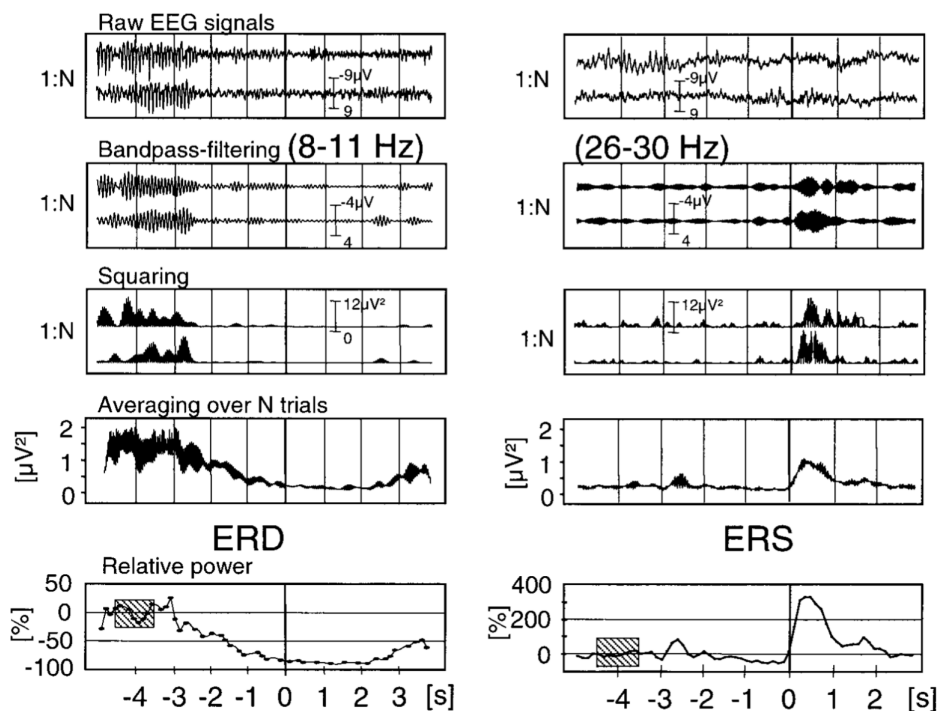 Raw EEG signals
1:N
-9µV
9
1:N
-9µV
9
Bandpass-filtering (8-11 Hz)
(26-30 Hz)
1:N
-4µV
4
1:N
-4µV
4
Squaring
1:N
12µV²
0
1:N
12µV²
Averaging over N trials
[µV²]
2
1
0
[µV²]
2
1
0
ERD
ERS
Relative power
[%]
50
0
-50
-100
-4 -3 -2 -1 0 1 2 3 [s]
[%]
400
200
0
-4 -3 -2 -1 0 1 2 [s]